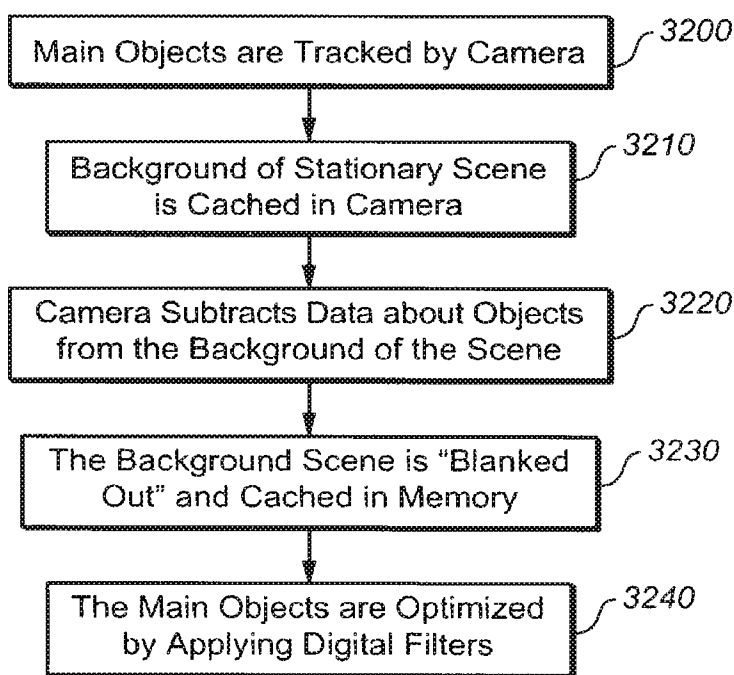 Main Objects are Tracked by Camera
3200
Background of Stationary Scene
is Cached in Camera
3210
Camera Subtracts Data about Objects
from the Background of the Scene
3220
The Background Scene is “Blanked
Out” and Cached in Memory
3230
The Main Objects are Optimized
by Applying Digital Filters
3240